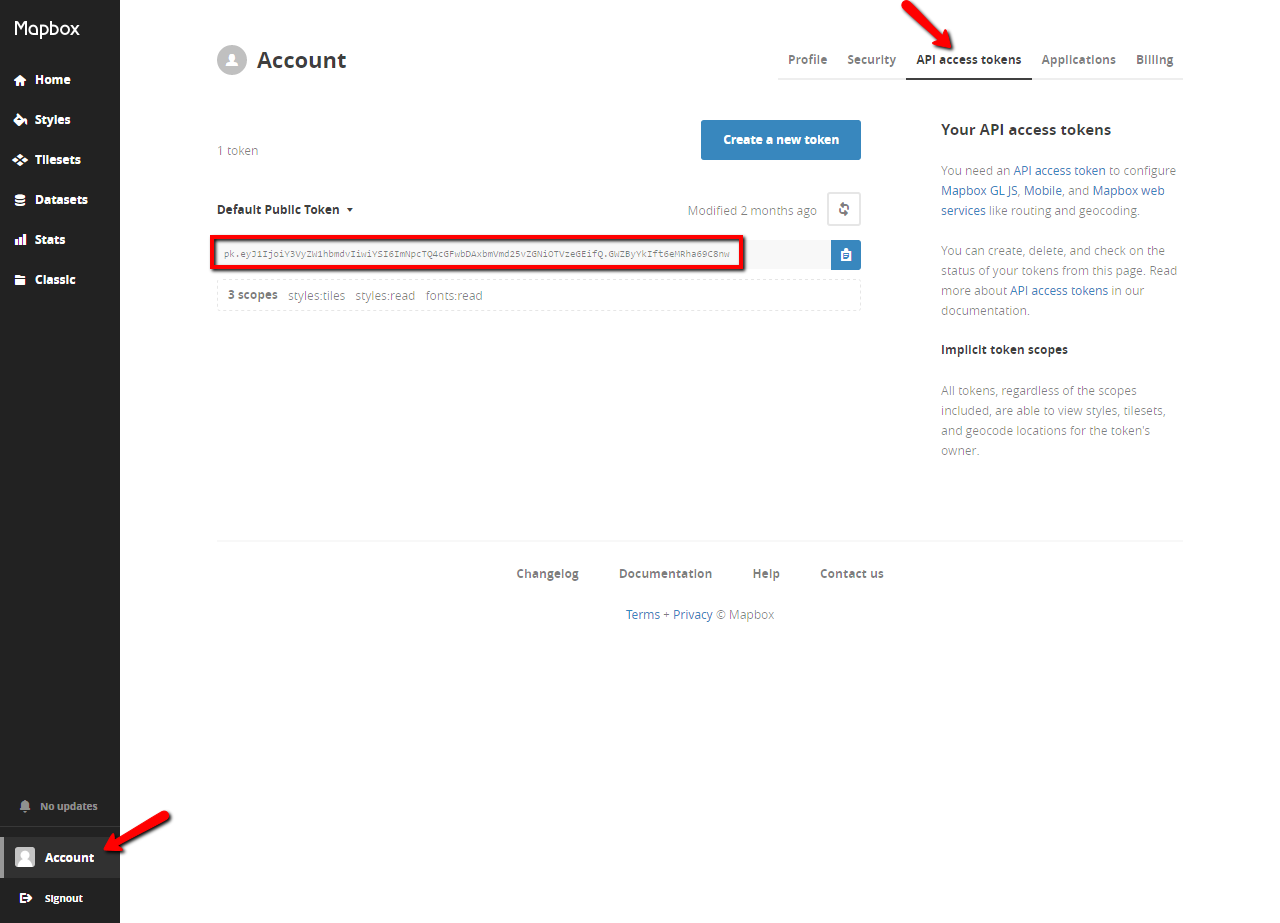 Mapbox
Home
Styles
Tilesets
Datasets
Stats
Classic
No updates
Account
Signout
Account
Profile
Security
API access tokens
Applications
Billing
1 token
Create a new token
Default Public Token
Modified 2 months ago
3 scopes styles:tiles styles:read fonts:read
Your API access tokens
You need an API access token to configure
Mapbox GL JS, Mobile, and Mapbox web
services like routing and geocoding.
You can create, delete, and check on the
status of your tokens from this page. Read
more about API access tokens in our
documentation.
Implicit token scopes
All tokens, regardless of the scopes
included, are able to view styles, tilesets,
and geocode locations for the token's
owner.
Changelog
Documentation
Help
Contact us
Terms + Privacy © Mapbox